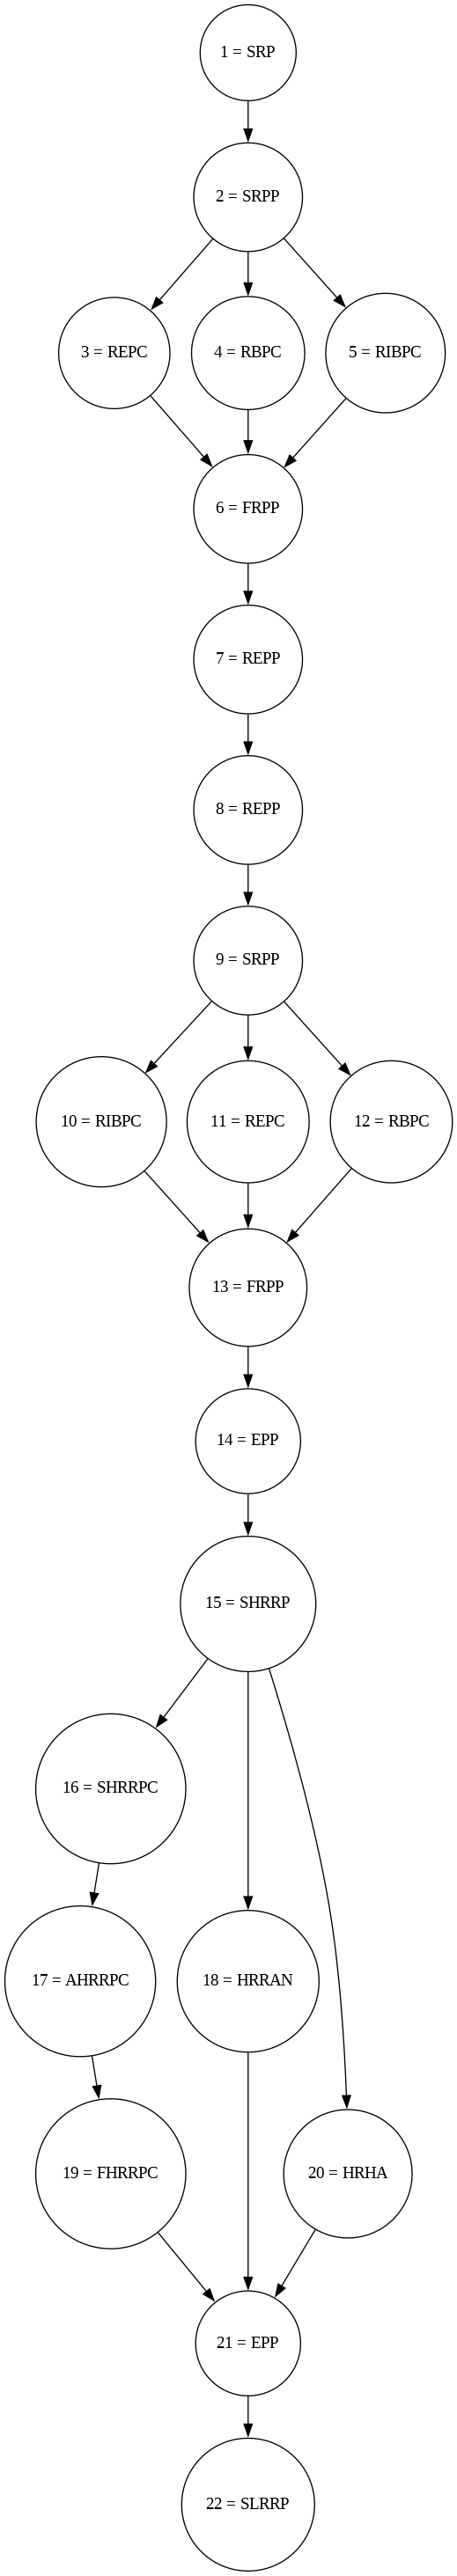 1 = SRP
2 = SRPP
3 = REPC
4 = RBPC
5 = RIBPC
6 = FRPP
7 = REPP
8 = REPP
9 = SRPP
10 = RIBPC
11 = REPC
12 = RBPC
13 = FRPP
14 = EPP
15 = SHRRP
16 = SHRRPC
17 = AHRRPC
18 = HRRAN
19 = FHRRPC
20 = HRHA
21 = EPP
22 = SLRRP